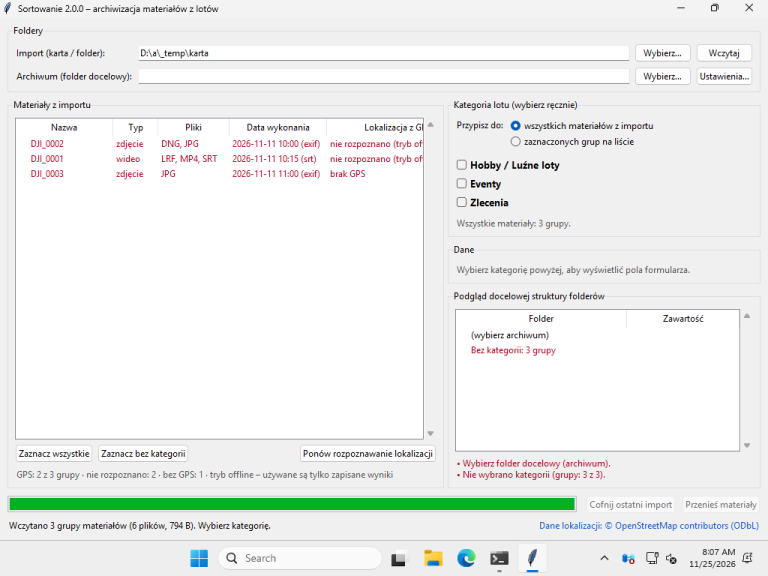 Sortowanie 2.0.0 – archiwizacja materiałów z lotów
Foldery
Import (karta / folder): D:\a\_temp\karta Wybierz... Wczytaj
Archiwum (folder docelowy): Wybierz... Ustawienia...
Materiały z importu
Nazwa Typ Pliki Data wykonania Lokalizacja z G
DJI_0002 zdjęcie DNG, JPG 2026-11-11 10:00 (exif) nie rozpoznano (tryb of
DJI_0001 wideo LRF, MP4, SRT 2026-11-11 10:15 (srt) nie rozpoznano (tryb of
DJI_0003 zdjęcie JPG 2026-11-11 11:00 (exif) brak GPS
Zaznacz wszystkie Zaznacz bez kategorii Ponów rozpoznawanie lokalizacji
GPS: 2 z 3 grupy · nie rozpoznano: 2 · bez GPS: 1 · tryb offline – używane są tylko zapisane wyniki
Kategoria lotu (wybierz ręcznie)
Przypisz do: wszystkich materiałów z importu
zaznaczonych grup na liście
Hobby / Luźne loty
Eventy
Zlecenia
Wszystkie materiały: 3 grupy.
Dane
Wybierz kategorię powyżej, aby wyświetlić pola formularza.
Podgląd docelowej struktury folderów
Folder Zawartość
(wybierz archiwum)
Bez kategorii: 3 grupy
• Wybierz folder docelowy (archiwum).
• Nie wybrano kategorii (grupy: 3 z 3).
Cofnij ostatni import Przenieś materiały
Wczytano 3 grupy materiałów (6 plików, 794 B). Wybierz kategorię.
Dane lokalizacji: © OpenStreetMap contributors (ODbL)
Search
8:07 AM
11/25/2026